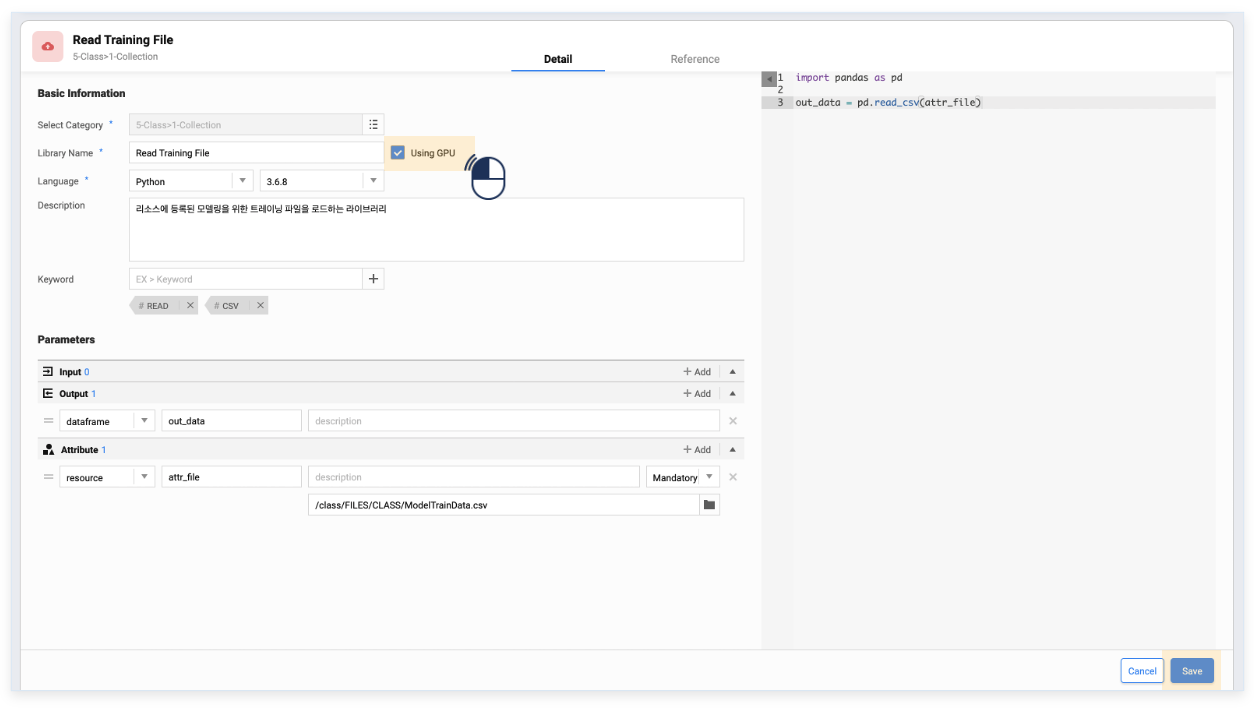 Read Training File
5-Class>1-Collection
Detail
Reference
Basic Information
Select Category *
5-Class>1-Collection
Library Name *
Read Training File
Using GPU
Language *
Python
3.6.8
Description
리소스에 등록된 모델링을 위한 트레이닝 파일을 로드하는 라이브러리
Keyword
EX > Keyword
# READ
# CSV
Parameters
Input 0
Add
Output 1
Add
dataframe
out_data
description
Attribute 1
Add
resource
attr_file
description
Mandatory
/class/FILES/CLASS/ModelTrainData.csv
1 import pandas as pd
2
3 out_data = pd.read_csv(attr_file)
Cancel
Save